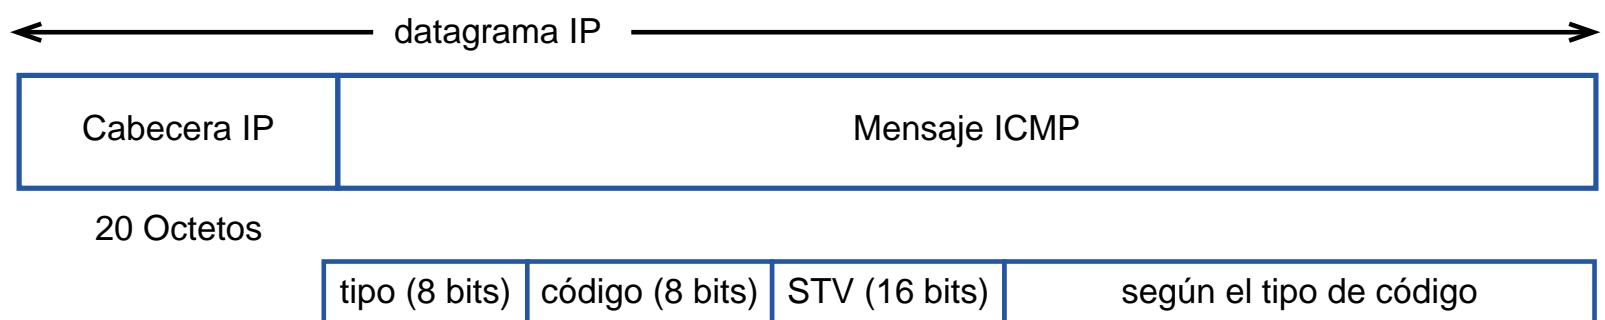 datagrama IP
Cabecera IP
Mensaje ICMP
20 Octetos
tipo (8 bits)
código (8 bits)
STV (16 bits)
según el tipo de código